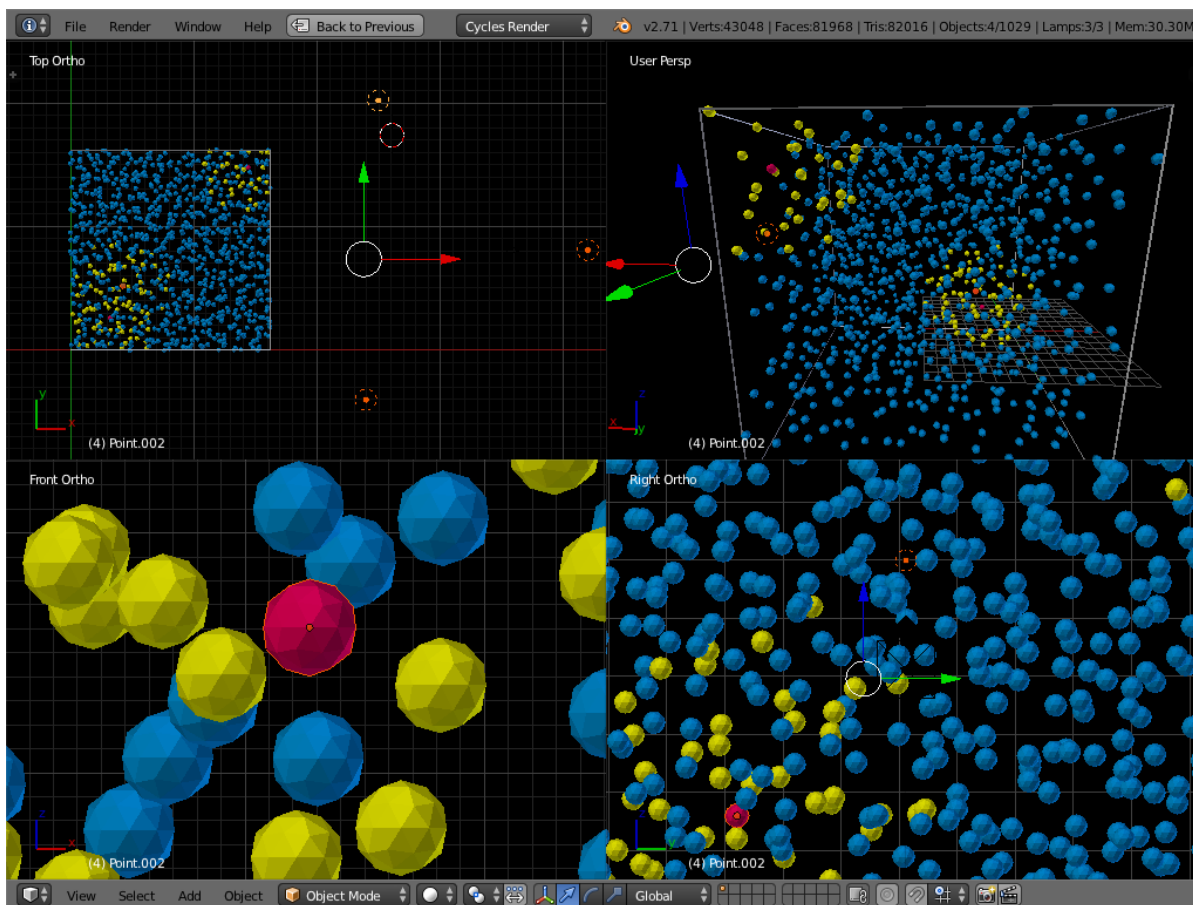 File Render Window Help Back to Previous Cycles Render v2.71 | Verts:43048 | Faces:81968 | Tris:82016 | Objects:4/1029 | Lamps:3/3 | Mem:30.30M
Top Ortho
User Persp
y
x
(4) Point.002
z
x
y
(4) Point.002
Front Ortho
Right Ortho
z
x
(4) Point.002
z
y
(4) Point.002
View Select Add Object Object Mode Global